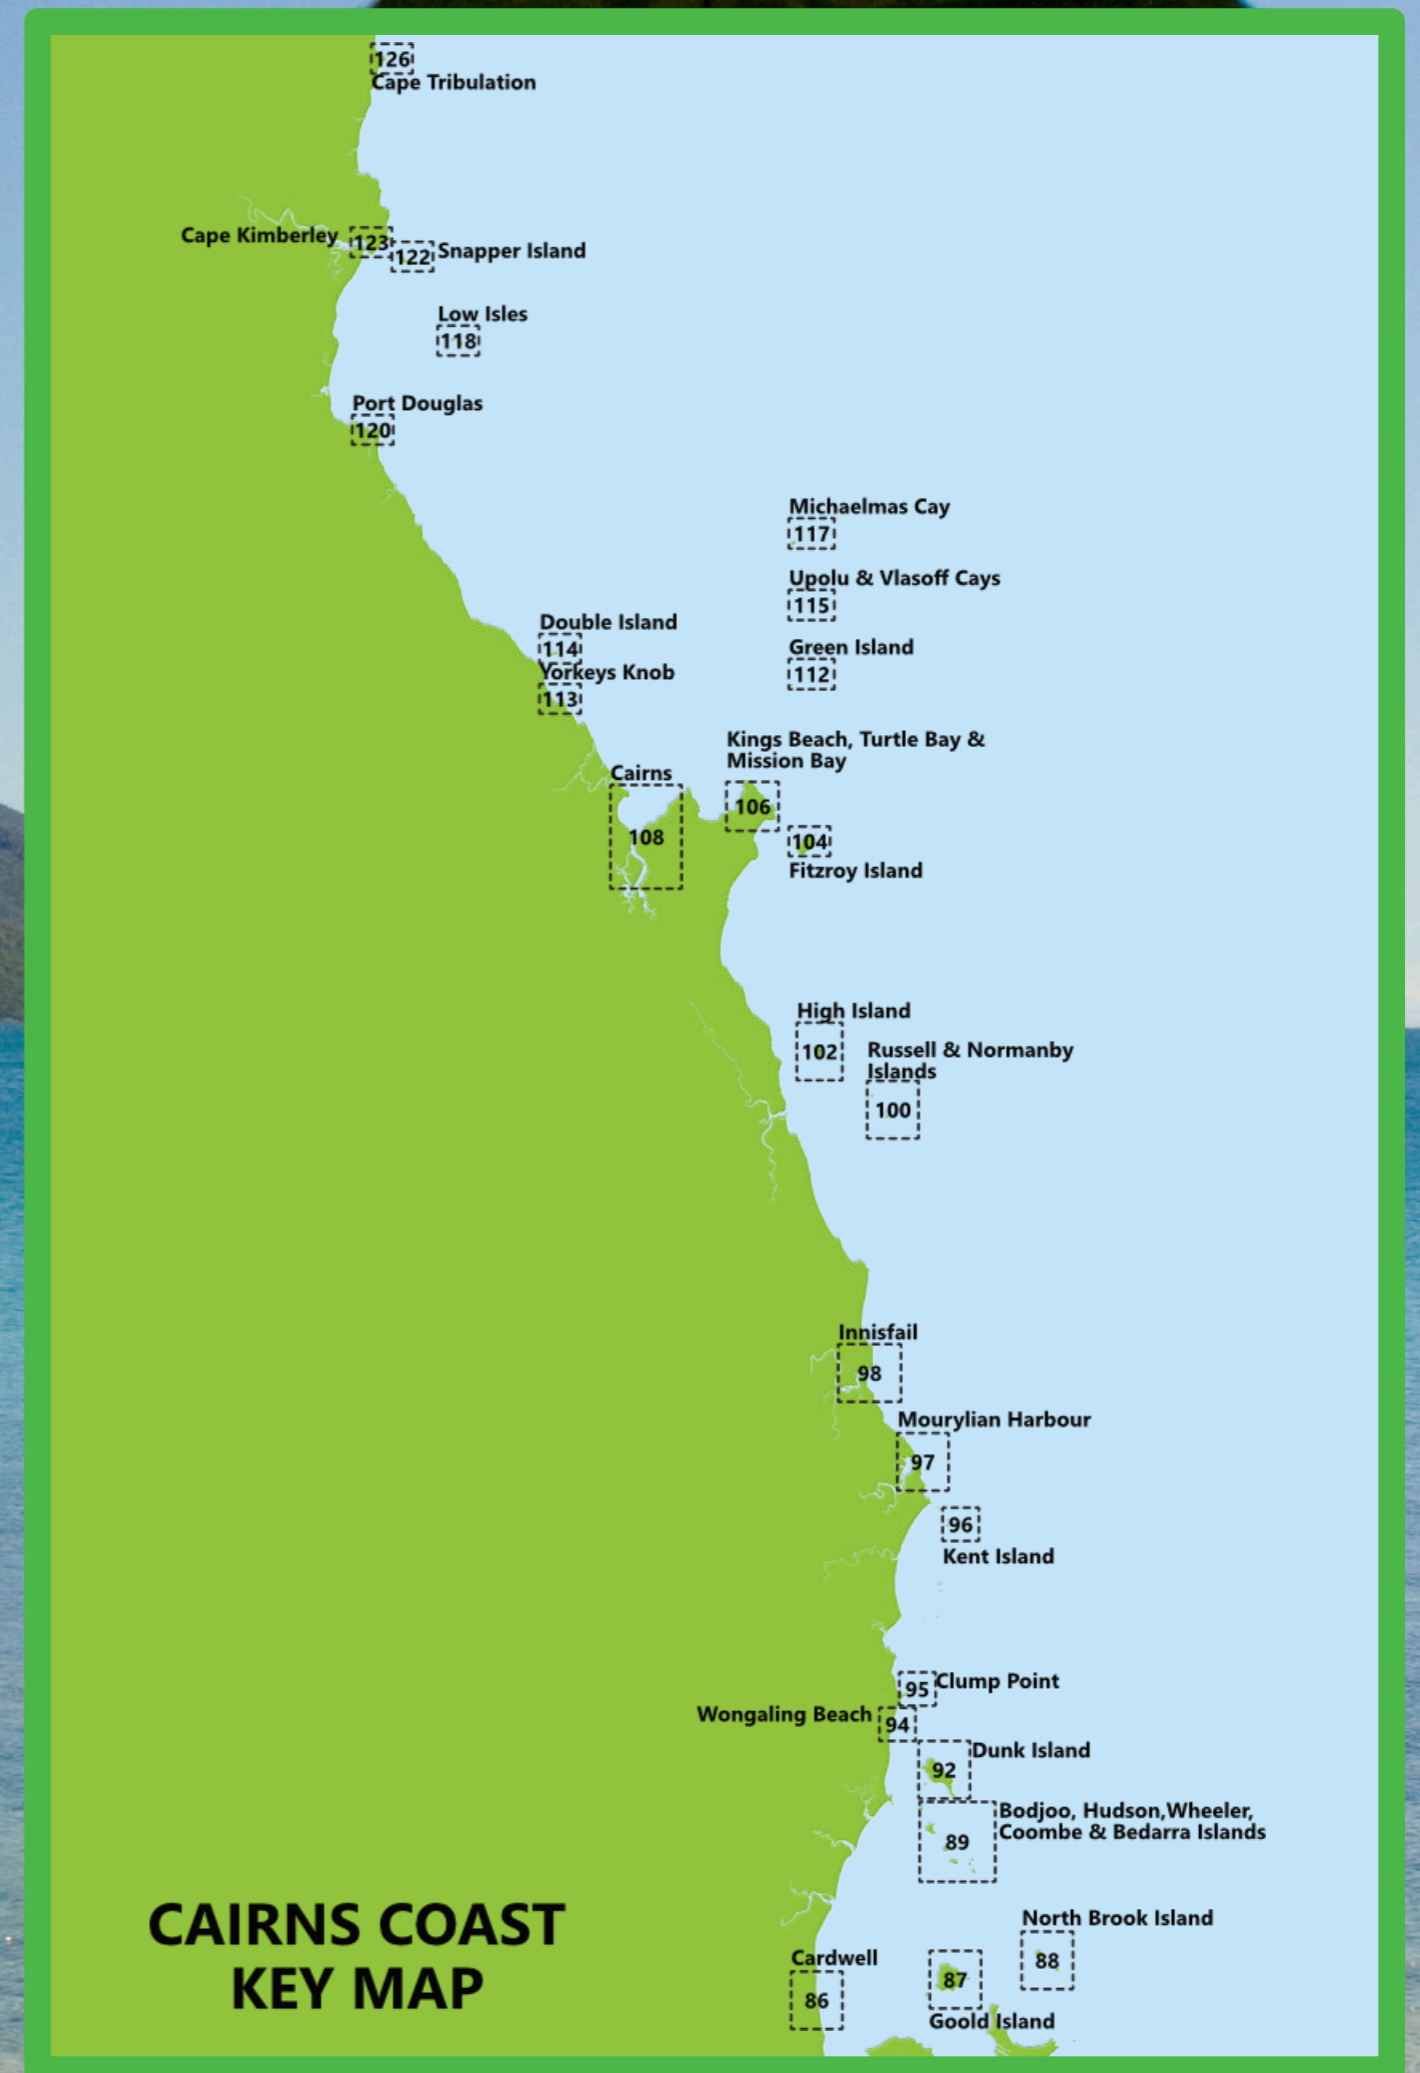 126
Cape Tribulation
Cape Kimberley
123
122
Snapper Island
Low Isles
118
Port Douglas
120
Michaelmas Cay
117
Upolu & Vlasoff Cays
115
Double Island
114
Green Island
112
Yorkeys Knob
113
Kings Beach, Turtle Bay &
Mission Bay
106
Cairns
108
104
Fitzroy Island
High Island
102
Russell & Normanby
Islands
100
Innisfail
98
Mourylian Harbour
97
96
Kent Island
95
Clump Point
Wongaling Beach
94
Dunk Island
92
Bodjoo, Hudson,Wheeler,
Coombe & Bedarra Islands
89
North Brook Island
88
Cardwell
86
87
Goold Island
CAIRNS COAST
KEY MAP